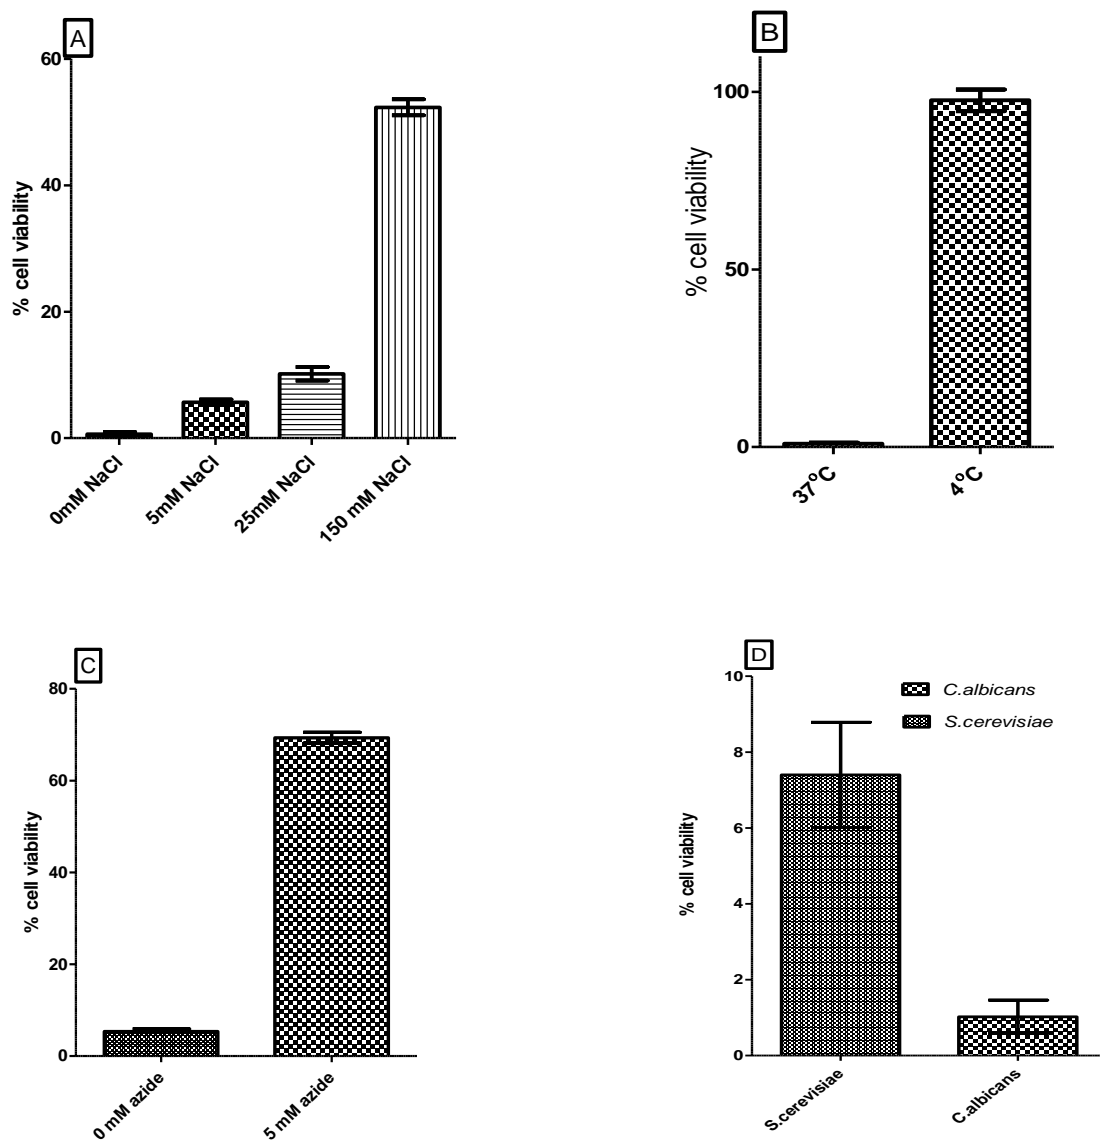 A
% cell viability
60
40
20
0
0mM NaCl
5mM NaCl
25mM NaCl
150 mM NaCl
B
% cell viability
100
50
0
37°C
4°C
C
% cell viability
80
60
40
20
0
0 mM azide
5 mM azide
D
% cell viability
10
8
6
4
2
0
C.albicans
S.cerevisiae
S.cerevisiae
C.albicans